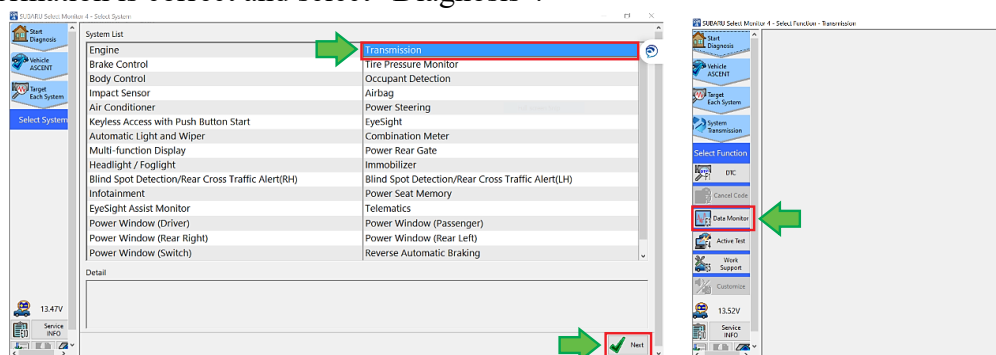 formation is correct and select "Diagnosis".
SUBARU Select Monitor 4 - Select System
Start
Diagnosis
Vehicle
ASCENT
Target
Each System
Select System
13.47V
Service
INFO
System List
Engine
Transmission
Brake Control
Tire Pressure Monitor
Body Control
Occupant Detection
Impact Sensor
Airbag
Air Conditioner
Power Steering
Keyless Access with Push Button Start
EyeSight
Automatic Light and Wiper
Combination Meter
Multi-function Display
Power Rear Gate
Headlight / Foglight
Immobilizer
Blind Spot Detection/Rear Cross Traffic Alert(RH)
Blind Spot Detection/Rear Cross Traffic Alert(LH)
Infotainment
Power Seat Memory
EyeSight Assist Monitor
Telematics
Power Window (Driver)
Power Window (Passenger)
Power Window (Rear Right)
Power Window (Rear Left)
Power Window (Switch)
Reverse Automatic Braking
Detail
Next
SUBARU Select Monitor 4 - Select Function - Transmission
Start
Diagnosis
Vehicle
ASCENT
Target
Each System
System
Transmission
Select Function
DTC
Cancel Code
Data Monitor
Active Test
Work
Support
Customize
13.52V
Service
INFO